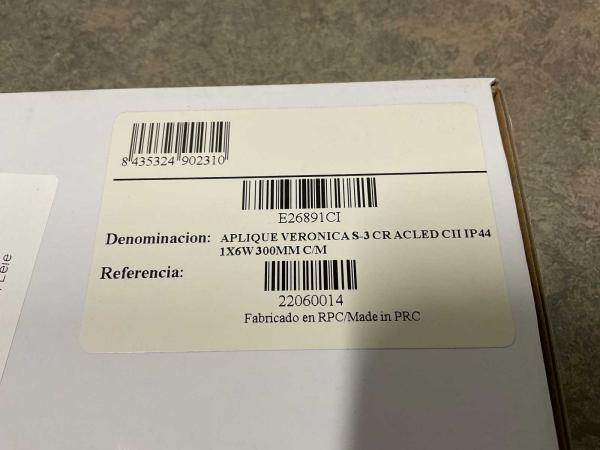 8 435324 902310
E26891CI
Denominacion: APLIQUE VERONICA S-3 CR ACLED CII IP44
1X6W 300MM C/M
Referencia:
22060014
Fabricado en RPC/Made in PRC